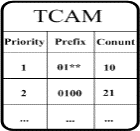 TCAM
Priority Prefix Conunt
1 01** 10
2 0100 21
... ... ...